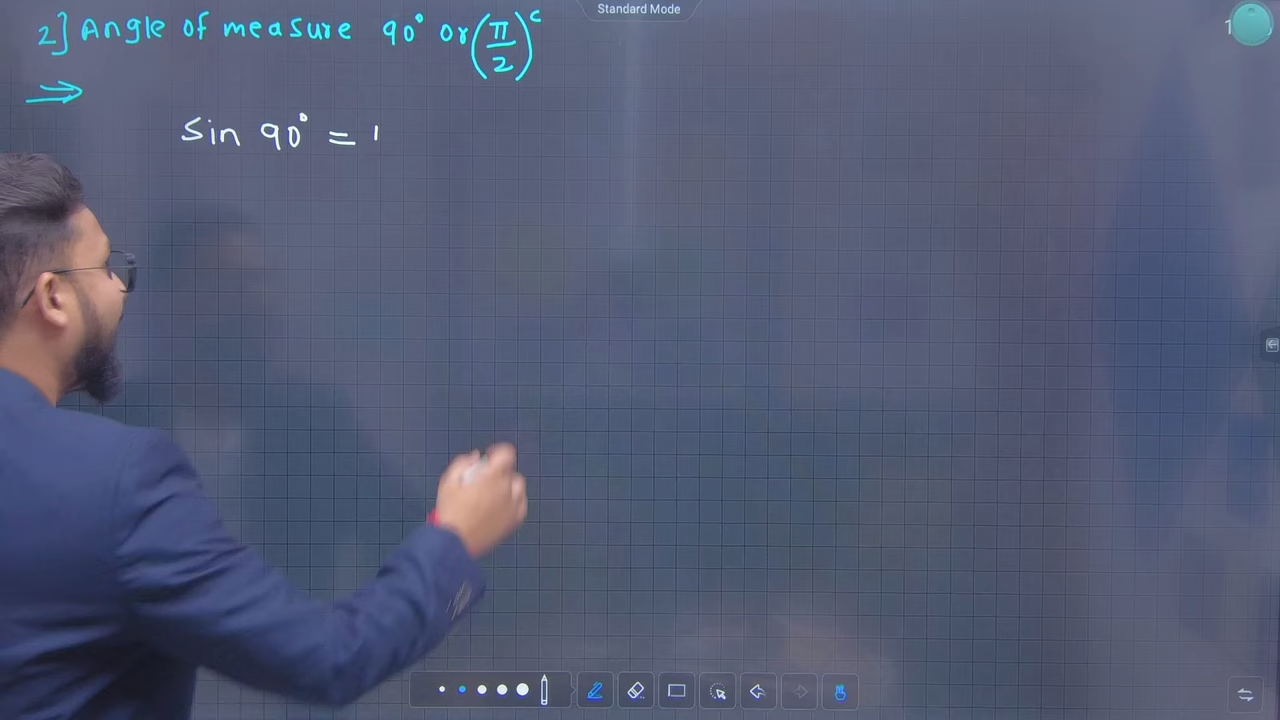 Standard Mode
2] Angle of measure 90° or (π/2)ᶜ
⇒
sin 90° = 1